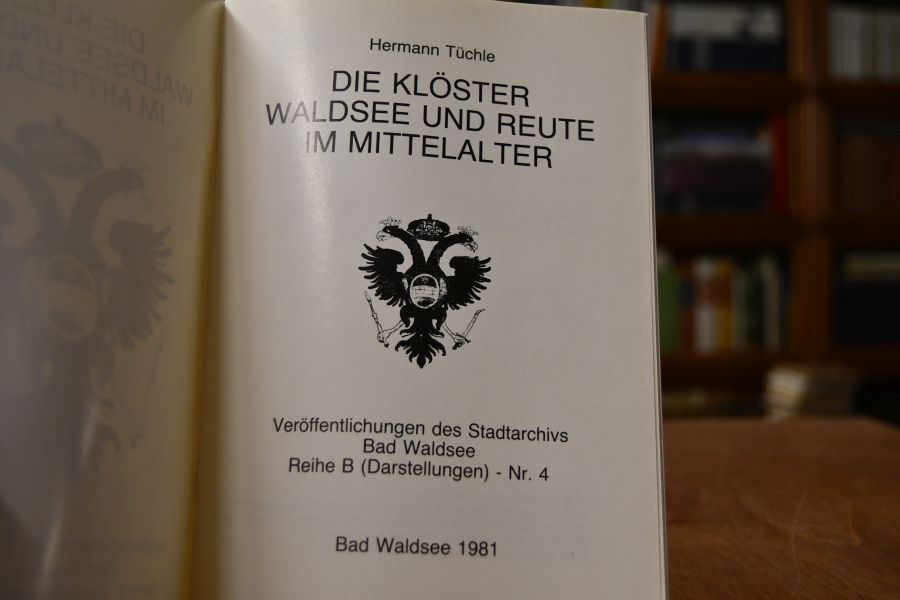 Hermann Tüchle
DIE KLÖSTER
WALDSEE UND REUTE
IM MITTELALTER
Veröffentlichungen des Stadtarchivs
Bad Waldsee
Reihe B (Darstellungen) - Nr. 4
Bad Waldsee 1981